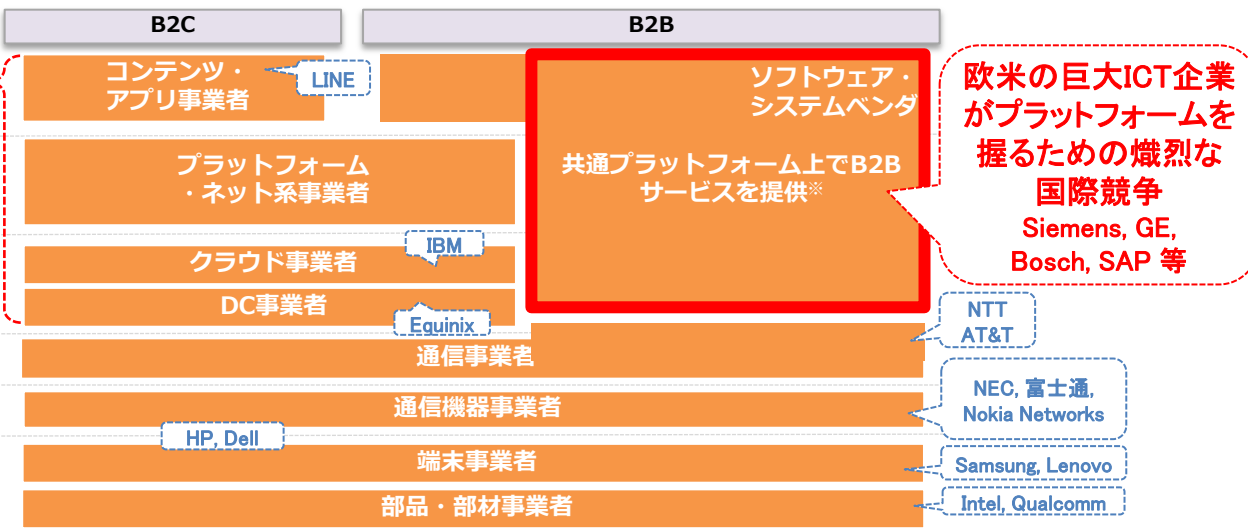 B2C
B2B
コンテンツ・
アプリ事業者
LINE
ソフトウェア・
システムベンダ
プラットフォーム
・ネット系事業者
共通プラットフォーム上でB2B
サービスを提供※
欧米の巨大ICT企業
がプラットフォームを
握るための熾烈な
国際競争
Siemens, GE,
Bosch, SAP 等
IBM
クラウド事業者
DC事業者
Equinix
NTT
AT&T
通信事業者
通信機器事業者
NEC, 富士通,
Nokia Networks
HP, Dell
端末事業者
Samsung, Lenovo
部品・部材事業者
Intel, Qualcomm